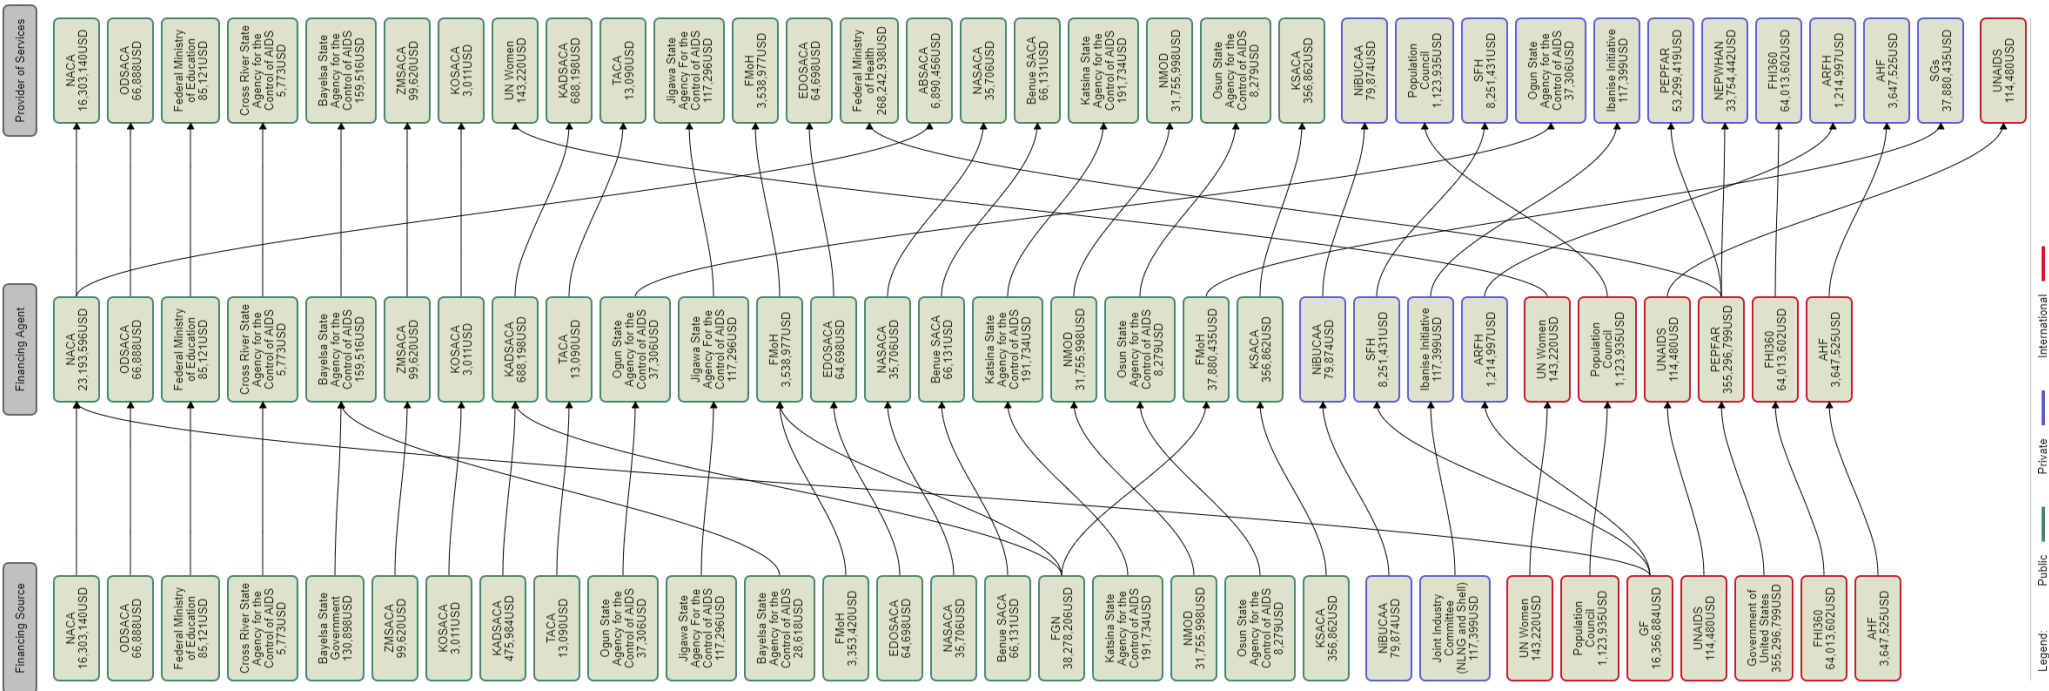 Provider of Services
NACA
16,303,140USD
ODSACA
66,888USD
Federal Ministry
of Education
85,121USD
Cross River State
Agency for the
Control of AIDS
5,773USD
Bayelsa State
Agency for the
Control of AIDS
159,516USD
ZMSACA
99,620USD
KOSACA
3,011USD
UN Women
143,220USD
KADSACA
688,198USD
TACA
13,090USD
Jigawa State
Agency For the
Control of AIDS
117,296USD
FMoH
3,538,977USD
EDOSACA
64,698USD
Federal Ministry
of Health
268,242,938USD
ABSACA
6,890,456USD
NASACA
35,706USD
Benue SACA
66,131USD
Katsina State
Agency for the
Control of AIDS
191,734USD
NMOD
31,755,998USD
Osun State
Agency for the
Control of AIDS
8,279USD
KSACA
356,862USD
NiBUCAA
79,874USD
Population
Council
1,123,935USD
SFH
8,251,431USD
Ogun State
Agency for the
Control of AIDS
37,306USD
Ibanise Initiative
117,399USD
PEPFAR
53,299,419USD
NEPWHAN
33,754,442USD
FHI360
64,013,602USD
ARFH
1,214,997USD
AHF
3,647,525USD
SGs
37,880,435USD
UNAIDS
114,480USD
Financing Agent
NACA
23,193,596USD
ODSACA
66,888USD
Federal Ministry
of Education
85,121USD
Cross River State
Agency for the
Control of AIDS
5,773USD
Bayelsa State
Agency for the
Control of AIDS
159,516USD
ZMSACA
99,620USD
KOSACA
3,011USD
KADSACA
688,198USD
TACA
13,090USD
Ogun State
Agency for the
Control of AIDS
37,306USD
Jigawa State
Agency For the
Control of AIDS
117,296USD
FMoH
3,538,977USD
EDOSACA
64,698USD
NASACA
35,706USD
Benue SACA
66,131USD
Katsina State
Agency for the
Control of AIDS
191,734USD
NMOD
31,755,998USD
Osun State
Agency for the
Control of AIDS
8,279USD
FMoH
37,880,435USD
KSACA
356,862USD
NiBUCAA
79,874USD
SFH
8,251,431USD
Ibanise Initiative
117,399USD
ARFH
1,214,997USD
UN Women
143,220USD
Population
Council
1,123,935USD
UNAIDS
114,480USD
PEPFAR
355,296,799USD
FHI360
64,013,602USD
AHF
3,647,525USD
Financing Source
NACA
16,303,140USD
ODSACA
66,888USD
Federal Ministry
of Education
85,121USD
Cross River State
Agency for the
Control of AIDS
5,773USD
Bayelsa State
Government
130,898USD
ZMSACA
99,620USD
KOSACA
3,011USD
KADSACA
475,984USD
TACA
13,090USD
Ogun State
Agency for the
Control of AIDS
37,306USD
Jigawa State
Agency For the
Control of AIDS
117,296USD
Bayelsa State
Agency for the
Control of AIDS
28,618USD
FMoH
3,353,420USD
EDOSACA
64,698USD
NASACA
35,706USD
Benue SACA
66,131USD
FGN
38,278,206USD
Katsina State
Agency for the
Control of AIDS
191,734USD
NMOD
31,755,998USD
Osun State
Agency for the
Control of AIDS
8,279USD
KSACA
356,862USD
NiBUCAA
79,874USD
Joint Industry
Committee
(NLNG and Shell)
117,399USD
UN Women
143,220USD
Population
Council
1,123,935USD
GF
16,356,884USD
UNAIDS
114,480USD
Government of
United States
355,296,799USD
FHI360
64,013,602USD
AHF
3,647,525USD
Legend: Public Private International